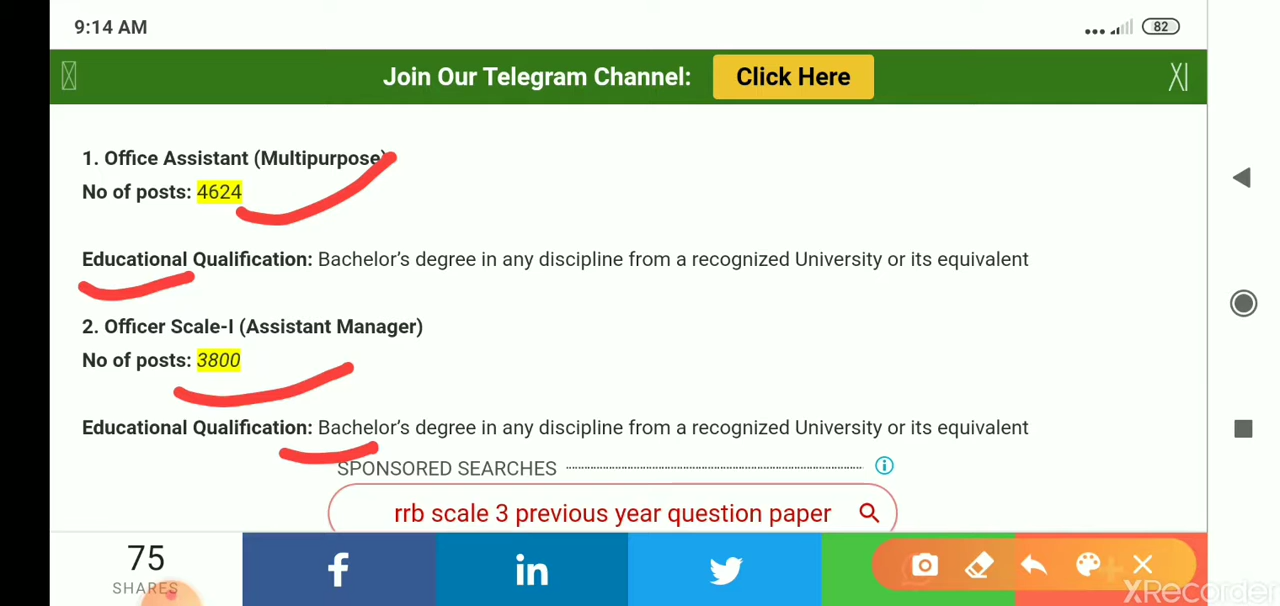 9:14 AM
82
Join Our Telegram Channel: Click Here
1. Office Assistant (Multipurpose)
No of posts: 4624
Educational Qualification: Bachelor's degree in any discipline from a recognized University or its equivalent
2. Officer Scale-I (Assistant Manager)
No of posts: 3800
Educational Qualification: Bachelor's degree in any discipline from a recognized University or its equivalent
SPONSORED SEARCHES
rrb scale 3 previous year question paper
75
SHARES
XRecorder